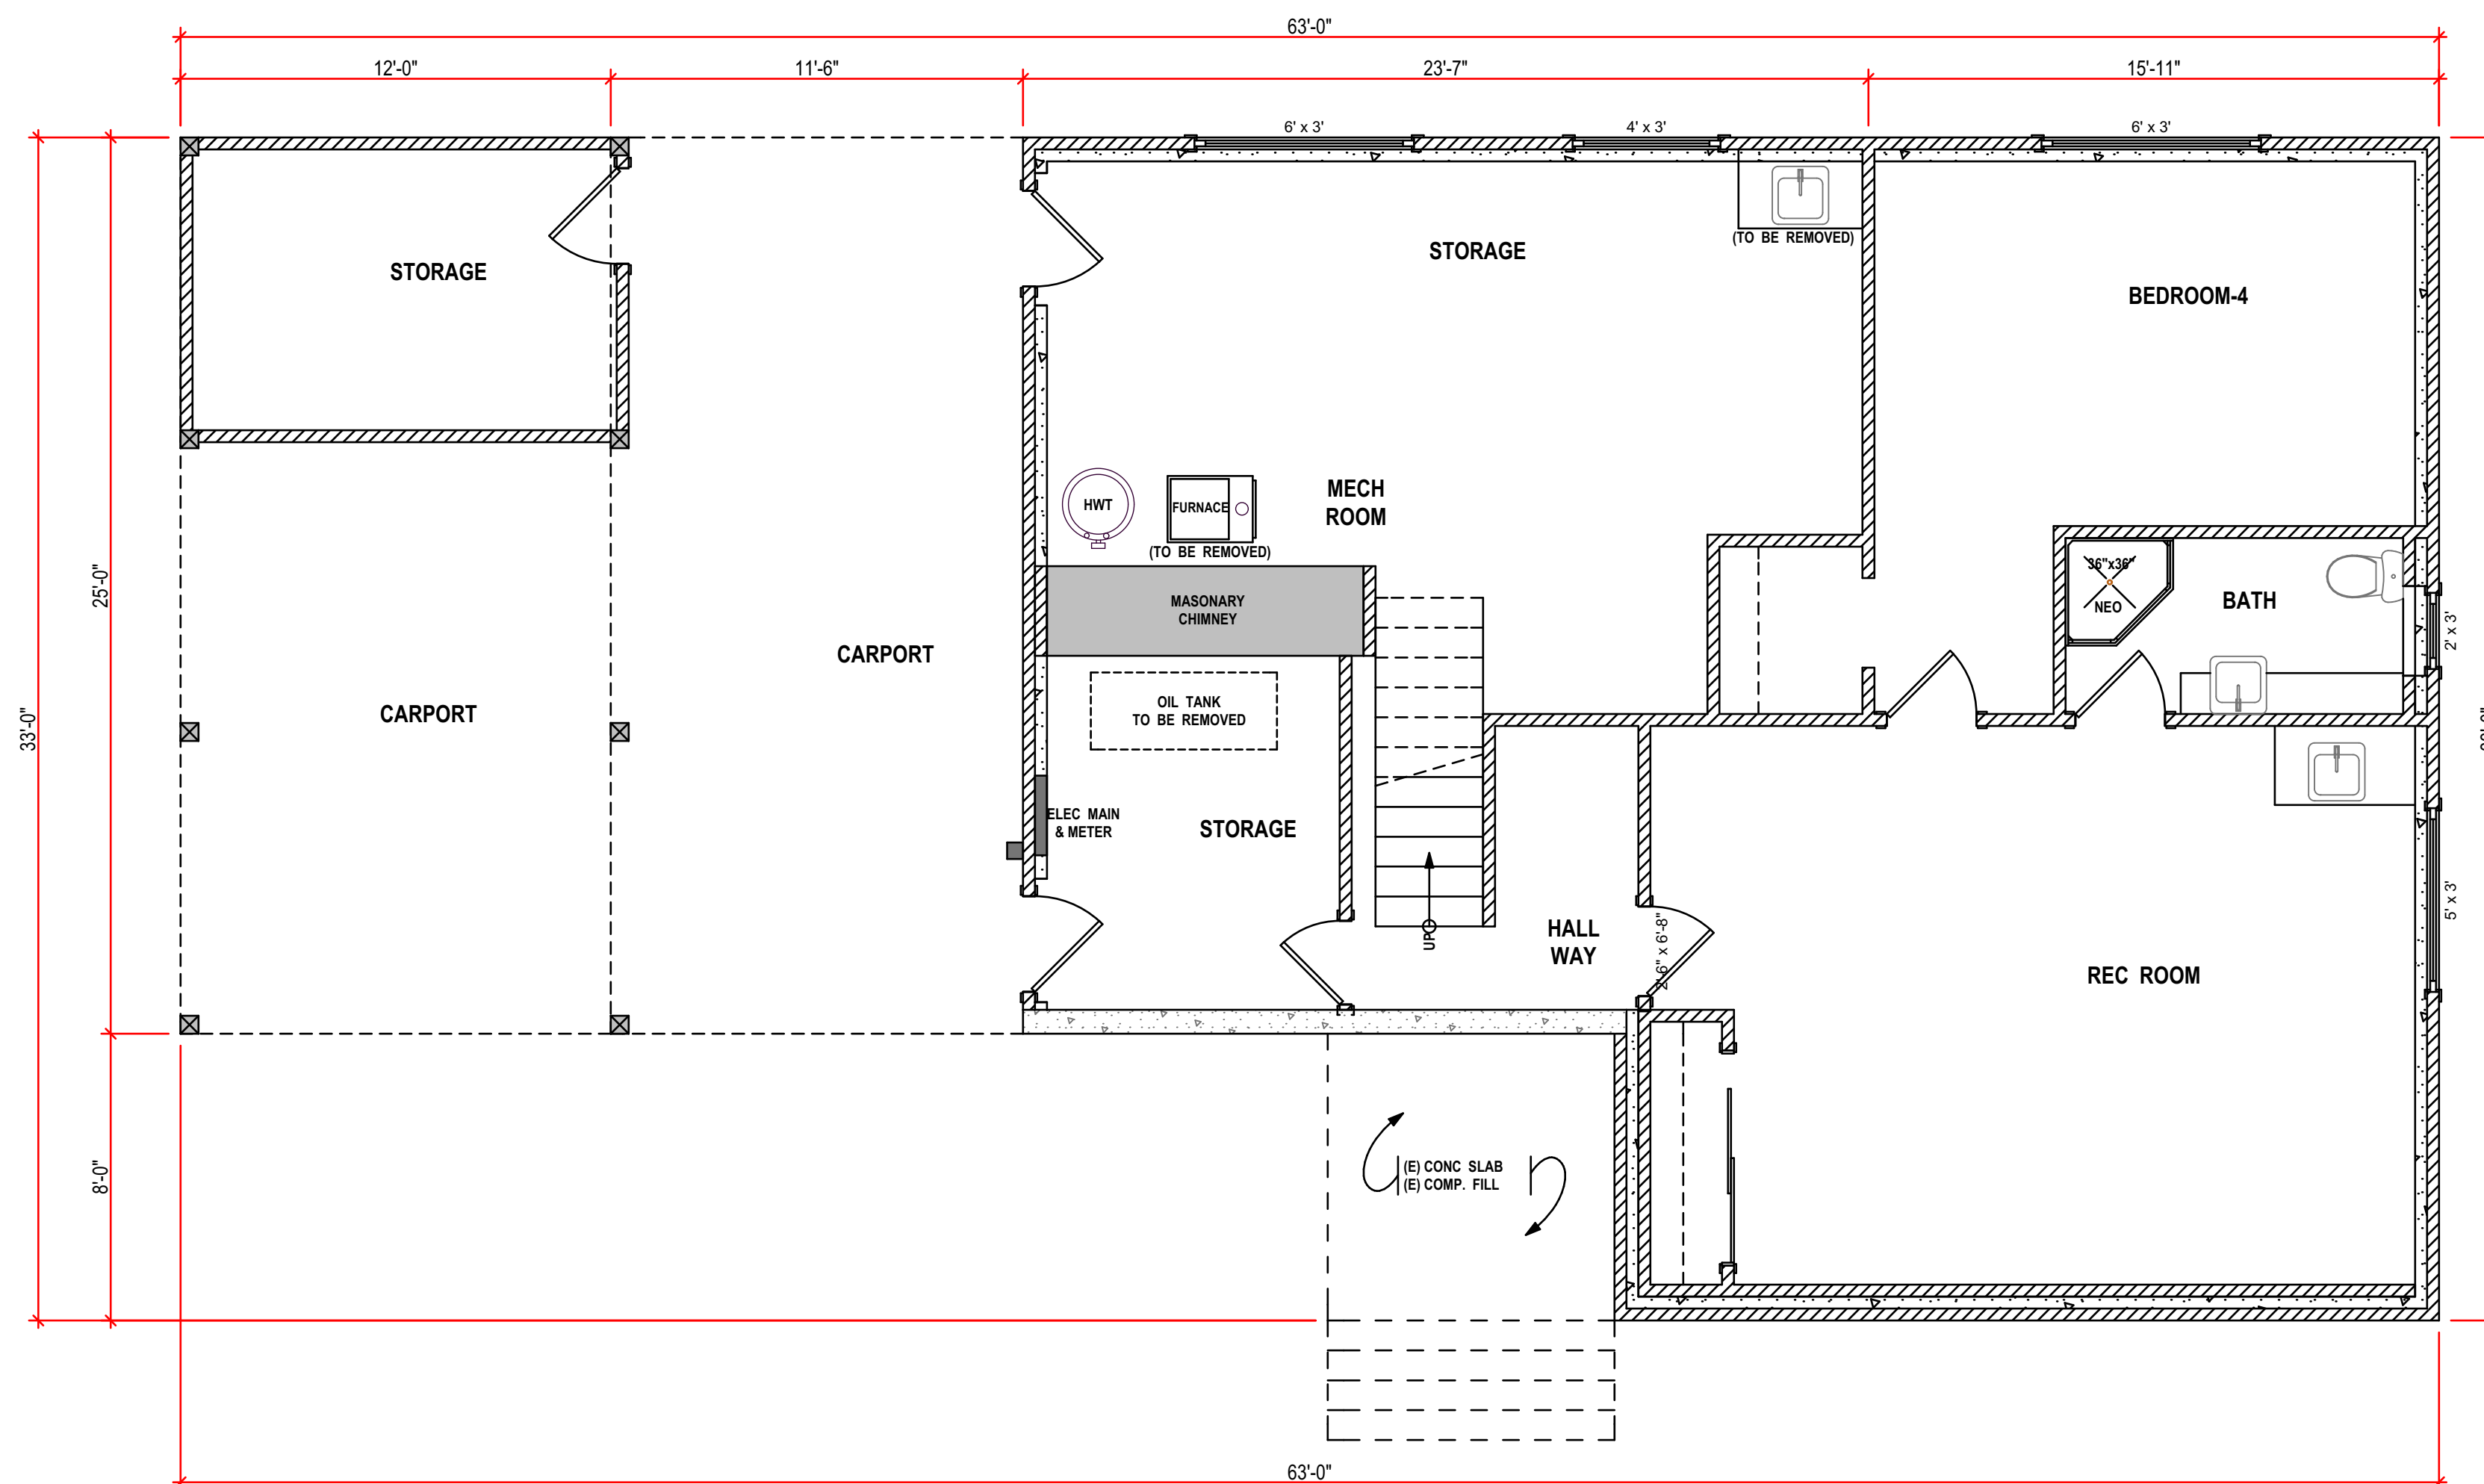 63'-0"
12'-0"
11'-6"
23'-7"
15'-11"
6' x 3'
4' x 3'
6' x 3'
(TO BE REMOVED)
STORAGE
STORAGE
BEDROOM-4
MECH
ROOM
HWT
FURNACE
(TO BE REMOVED)
MASONARY
CHIMNEY
36"x36"
NEO
BATH
2' x 3'
25'-0"
33'-0"
CARPORT
CARPORT
OIL TANK
TO BE REMOVED
ELEC MAIN
& METER
STORAGE
UP
HALL
WAY
2'-6" x 6'-8"
REC ROOM
5' x 3'
8'-0"
(E) CONC SLAB
(E) COMP. FILL
63'-0"